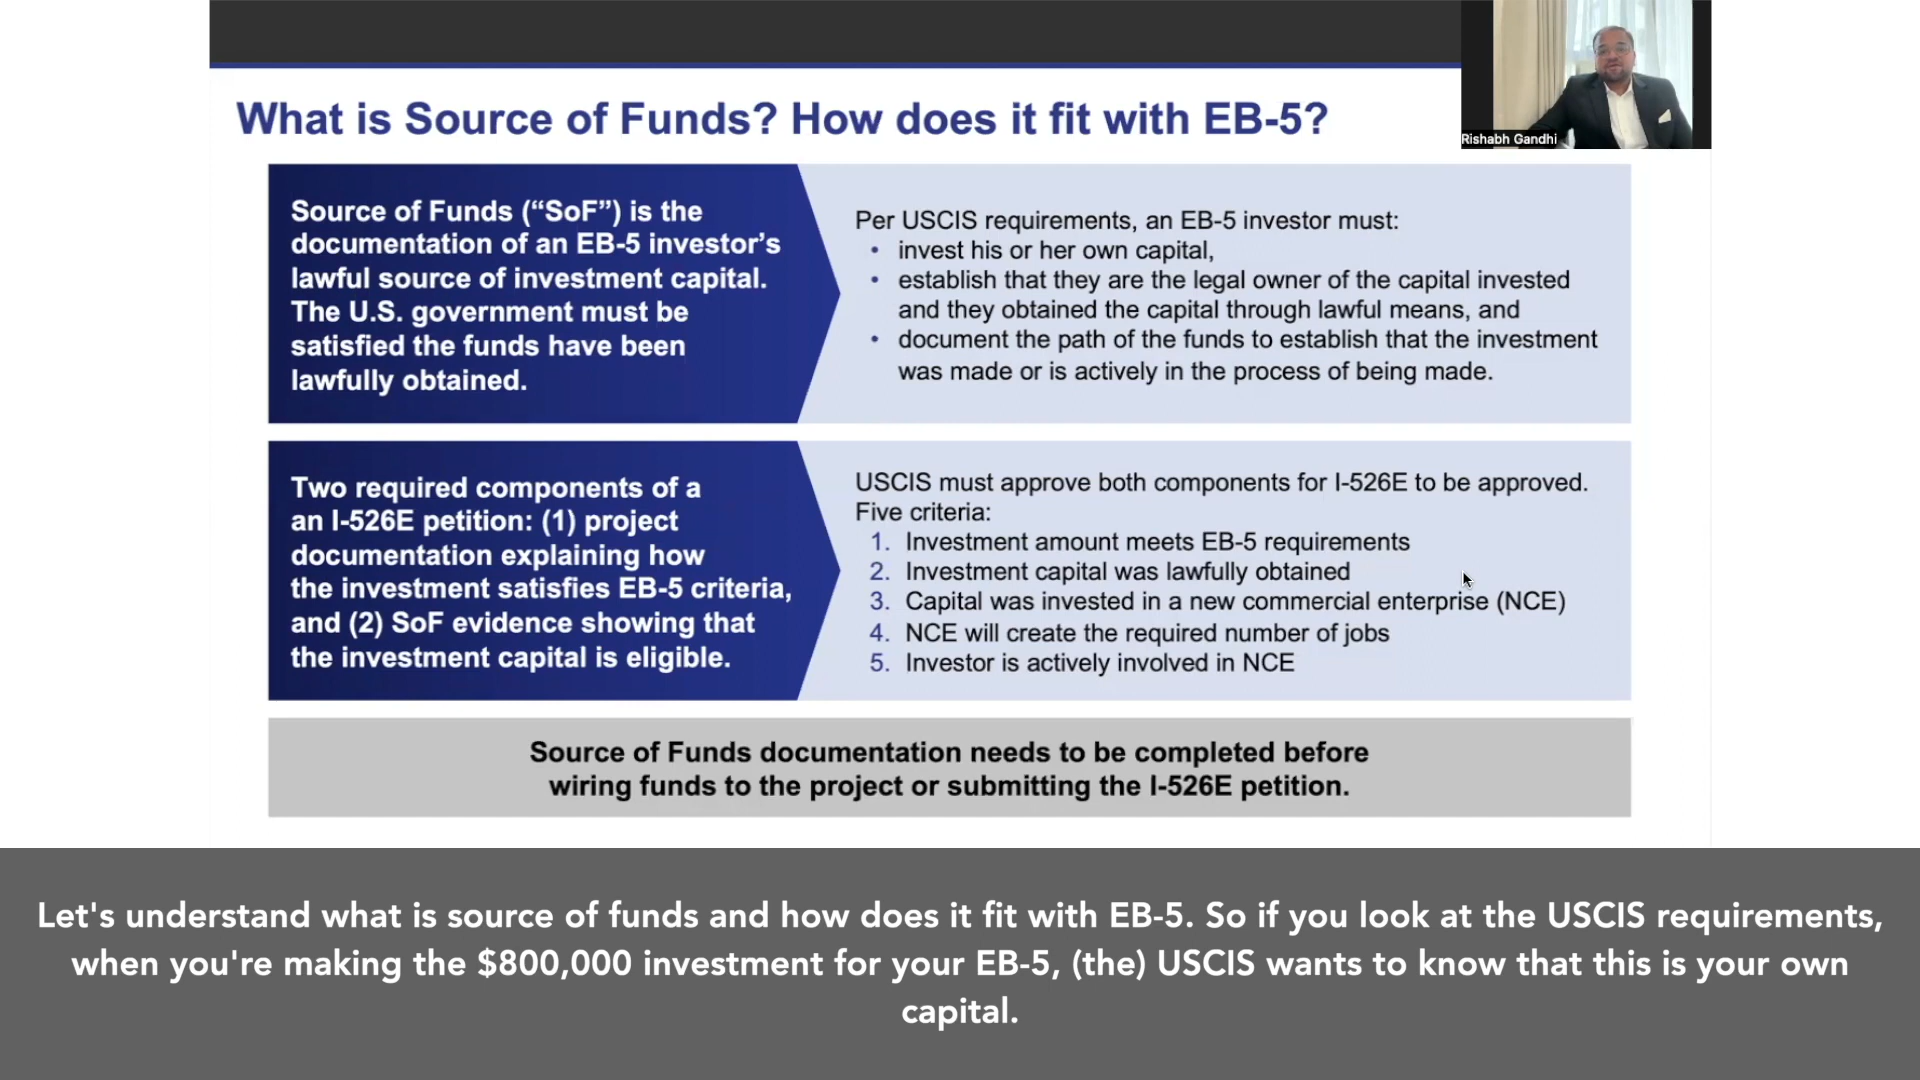 What is Source of Funds? How does it fit with EB-5?
Rishabh Gandhi
Source of Funds (“SoF”) is the
documentation of an EB-5 investor’s
lawful source of investment capital.
The U.S. government must be
satisfied the funds have been
lawfully obtained.
Per USCIS requirements, an EB-5 investor must:
• invest his or her own capital,
• establish that they are the legal owner of the capital invested
and they obtained the capital through lawful means, and
• document the path of the funds to establish that the investment
was made or is actively in the process of being made.
Two required components of a
an I-526E petition: (1) project
documentation explaining how
the investment satisfies EB-5 criteria,
and (2) SoF evidence showing that
the investment capital is eligible.
USCIS must approve both components for I-526E to be approved.
Five criteria:
1. Investment amount meets EB-5 requirements
2. Investment capital was lawfully obtained
3. Capital was invested in a new commercial enterprise (NCE)
4. NCE will create the required number of jobs
5. Investor is actively involved in NCE
Source of Funds documentation needs to be completed before
wiring funds to the project or submitting the I-526E petition.
Let's understand what is source of funds and how does it fit with EB-5. So if you look at the USCIS requirements,
when you're making the $800,000 investment for your EB-5, (the) USCIS wants to know that this is your own
capital.